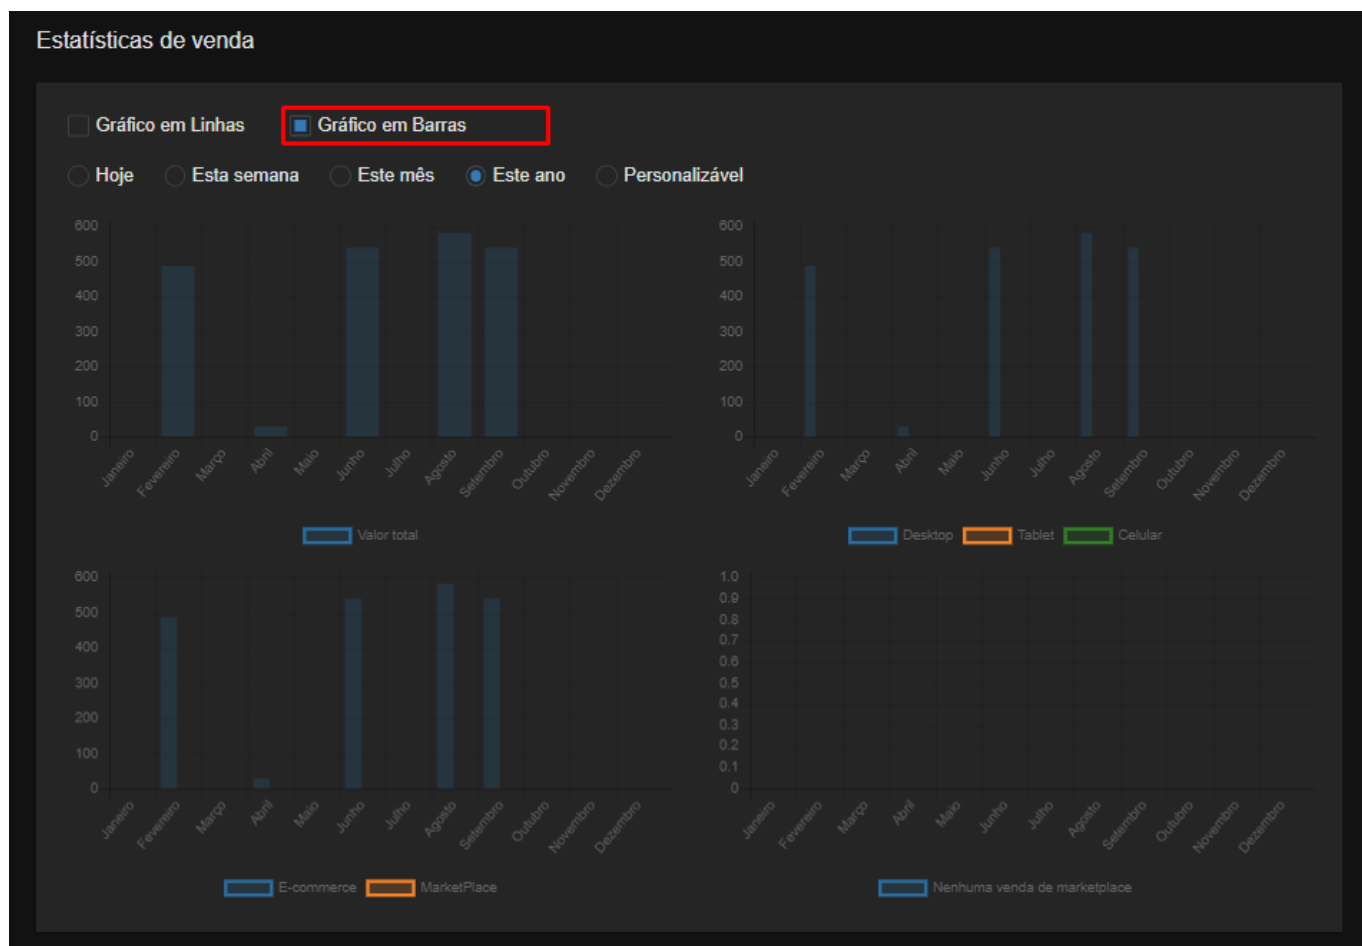 Estatísticas de venda
Gráfico em Linhas Gráfico em Barras
Hoje Esta semana Este mês Este ano Personalizável
600
500
400
300
200
100
0
Janeiro Fevereiro Março Abril Maio Junho Julho Agosto Setembro Outubro Novembro Dezembro
Valor total
600
500
400
300
200
100
0
Janeiro Fevereiro Março Abril Maio Junho Julho Agosto Setembro Outubro Novembro Dezembro
Desktop Tablet Celular
600
500
400
300
200
100
0
Janeiro Fevereiro Março Abril Maio Junho Julho Agosto Setembro Outubro Novembro Dezembro
E-commerce MarketPlace
1.0
0.9
0.8
0.7
0.6
0.5
0.4
0.3
0.2
0.1
0
Janeiro Fevereiro Março Abril Maio Junho Julho Agosto Setembro Outubro Novembro Dezembro
Nenhuma venda de marketplace